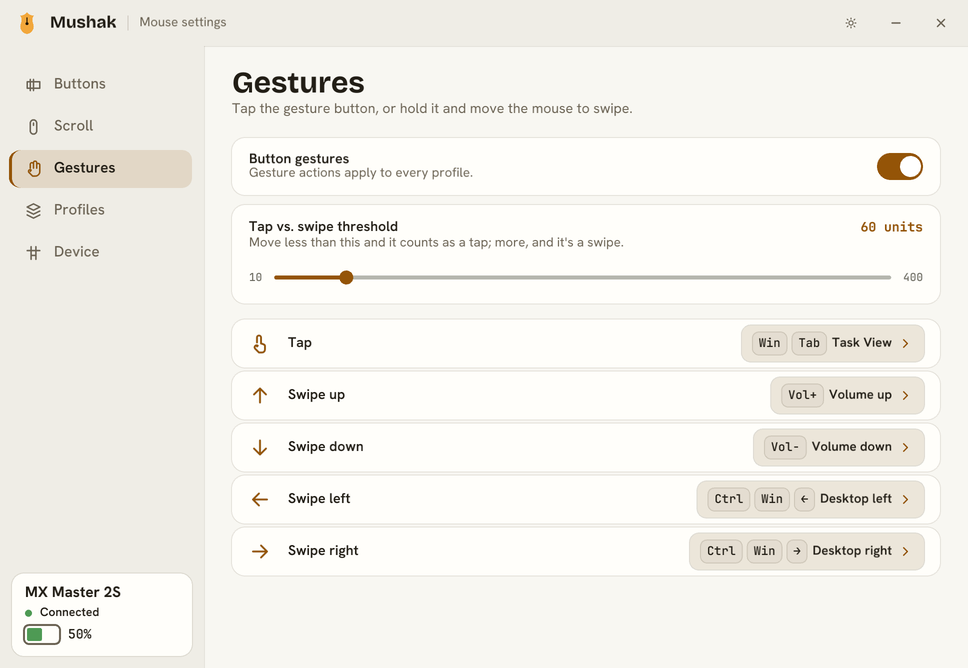 Mushak
Mouse settings
Buttons
Scroll
Gestures
Profiles
Device
MX Master 2S
Connected
50%
Gestures
Tap the gesture button, or hold it and move the mouse to swipe.
Button gestures
Gesture actions apply to every profile.
Tap vs. swipe threshold
60 units
Move less than this and it counts as a tap; more, and it's a swipe.
10
400
Tap
Win Tab Task View
Swipe up
Vol+ Volume up
Swipe down
Vol- Volume down
Swipe left
Ctrl Win ← Desktop left
Swipe right
Ctrl Win → Desktop right